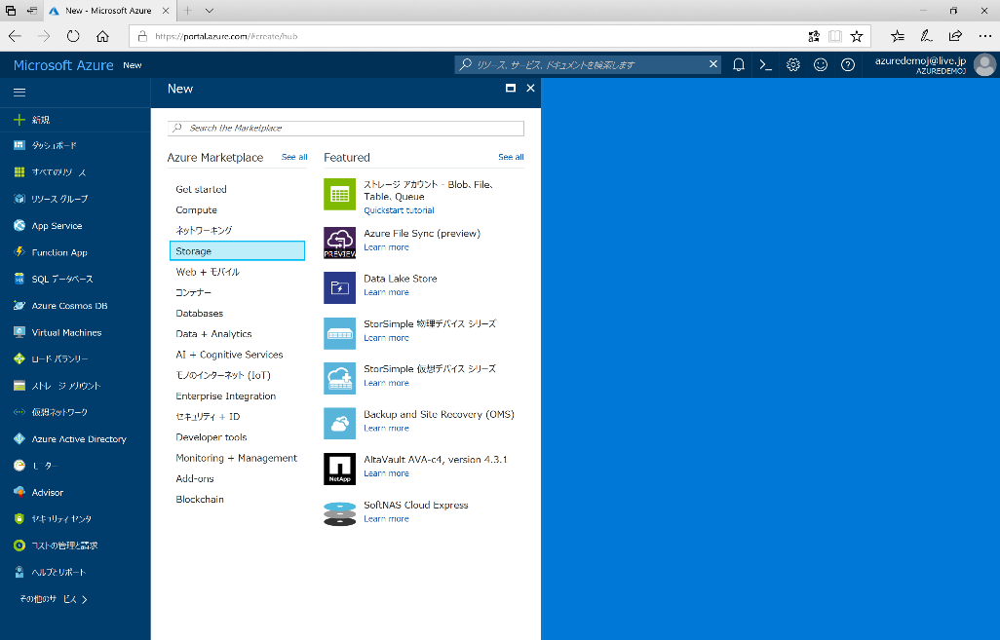 New - Microsoft Azure
https://portal.azure.com/#create/hub
Microsoft Azure New
リソース、サービス、ドキュメントを検索します
azuredemoj@live.jp
AZUREDEMOJ
新規
ダッシュボード
すべてのリソース
リソース グループ
App Service
Function App
SQL データベース
Azure Cosmos DB
Virtual Machines
ロード バランサー
ストレージ アカウント
仮想ネットワーク
Azure Active Directory
モニター
Advisor
セキュリティ センター
コストの管理と請求
ヘルプとサポート
その他のサービス
New
Search the Marketplace
Azure Marketplace See all
Get started
Compute
ネットワーキング
Storage
Web + モバイル
コンテナー
Databases
Data + Analytics
AI + Cognitive Services
モノのインターネット (IoT)
Enterprise Integration
セキュリティ + ID
Developer tools
Monitoring + Management
Add-ons
Blockchain
Featured See all
ストレージ アカウント - Blob、File、
Table、Queue
Quickstart tutorial
PREVIEW
Azure File Sync (preview)
Learn more
Data Lake Store
Learn more
StorSimple 物理デバイス シリーズ
Learn more
StorSimple 仮想デバイス シリーズ
Learn more
Backup and Site Recovery (OMS)
Learn more
NetApp
AltaVault AVA-c4, version 4.3.1
Learn more
SoftNAS Cloud Express
Learn more